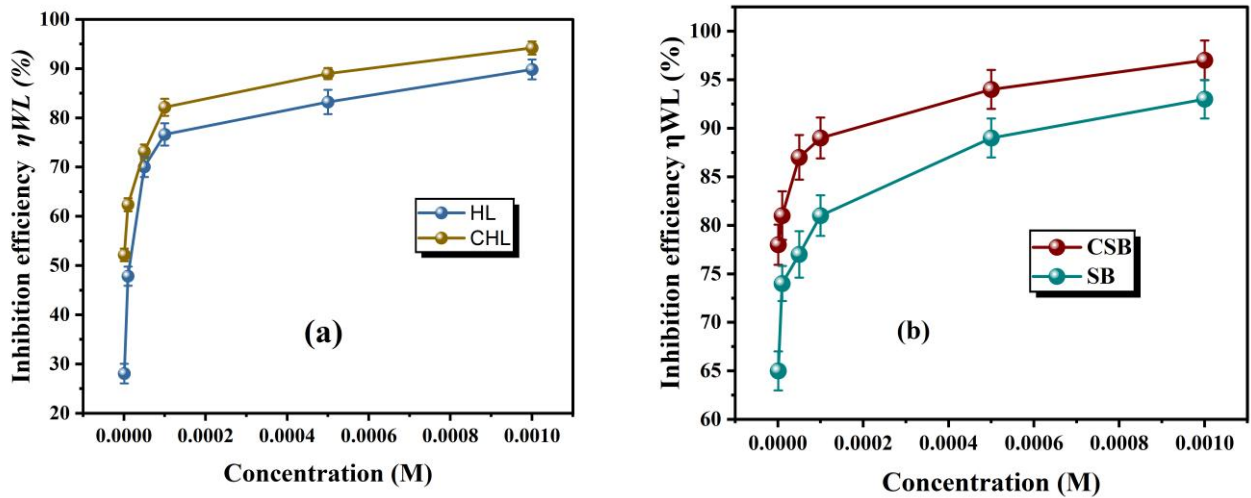 100
90
80
70
60
50
40
30
20
Inhibition efficiency ηWL (%)
HL
CHL
(a)
0.0000 0.0002 0.0004 0.0006 0.0008 0.0010
Concentration (M)
100
95
90
85
80
75
70
65
60
Inhibition efficiency ηWL (%)
CSB
SB
(b)
0.0000 0.0002 0.0004 0.0006 0.0008 0.0010
Concentration (M)